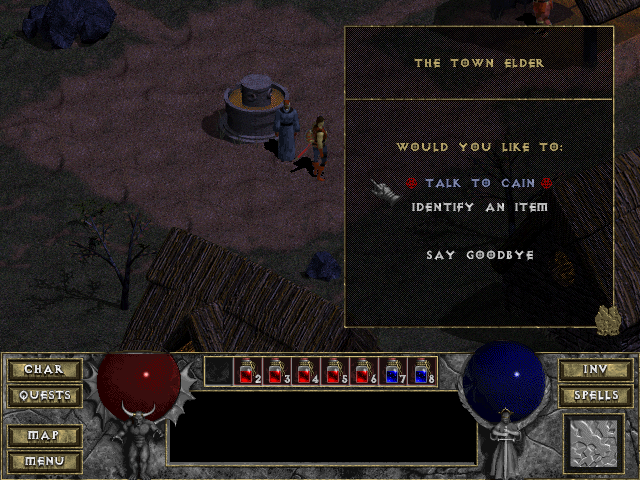 THE TOWN ELDER
WOULD YOU LIKE TO:
TALK TO CAIN
IDENTIFY AN ITEM
SAY GOODBYE
CHAR
QUESTS
MAP
MENU
2 3 4 5 6 7 8
INV
SPELLS